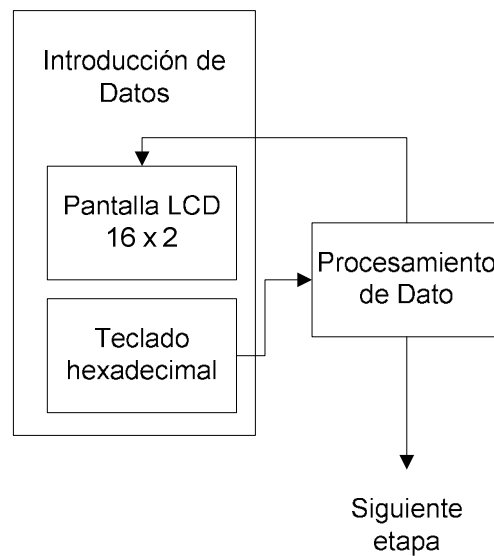 Introducción de
Datos
Pantalla LCD
16 x 2
Teclado
hexadecimal
Procesamiento
de Dato
Siguiente
etapa